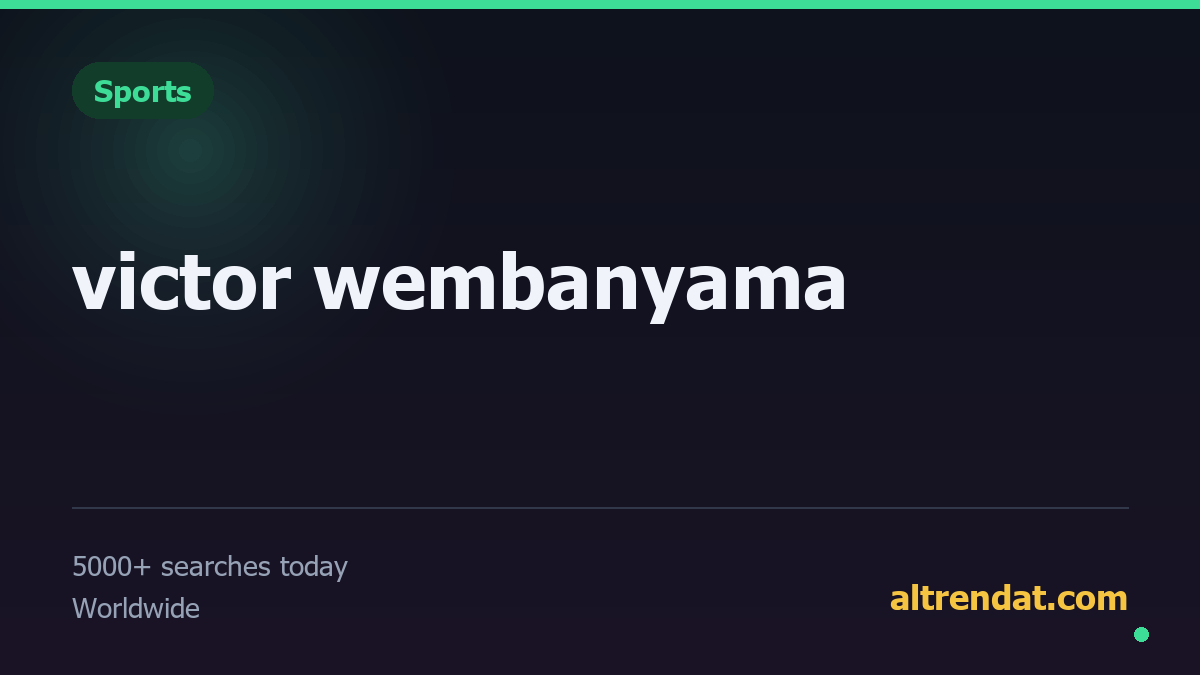 Sports
victor wembanyama
5000+ searches today
Worldwide
altrendat.com